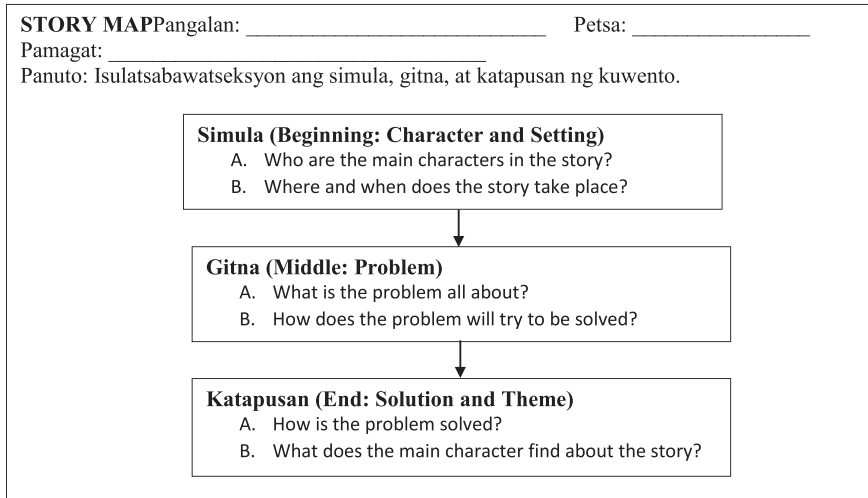 STORY MAPPangalan: ____________________________ Petsa: ________________
Pamagat: ___________________________________
Panuto: Isulatsabawatseksyon ang simula, gitna, at katapusan ng kuwento.
Simula (Beginning: Character and Setting)
A. Who are the main characters in the story?
B. Where and when does the story take place?
Gitna (Middle: Problem)
A. What is the problem all about?
B. How does the problem will try to be solved?
Katapusan (End: Solution and Theme)
A. How is the problem solved?
B. What does the main character find about the story?